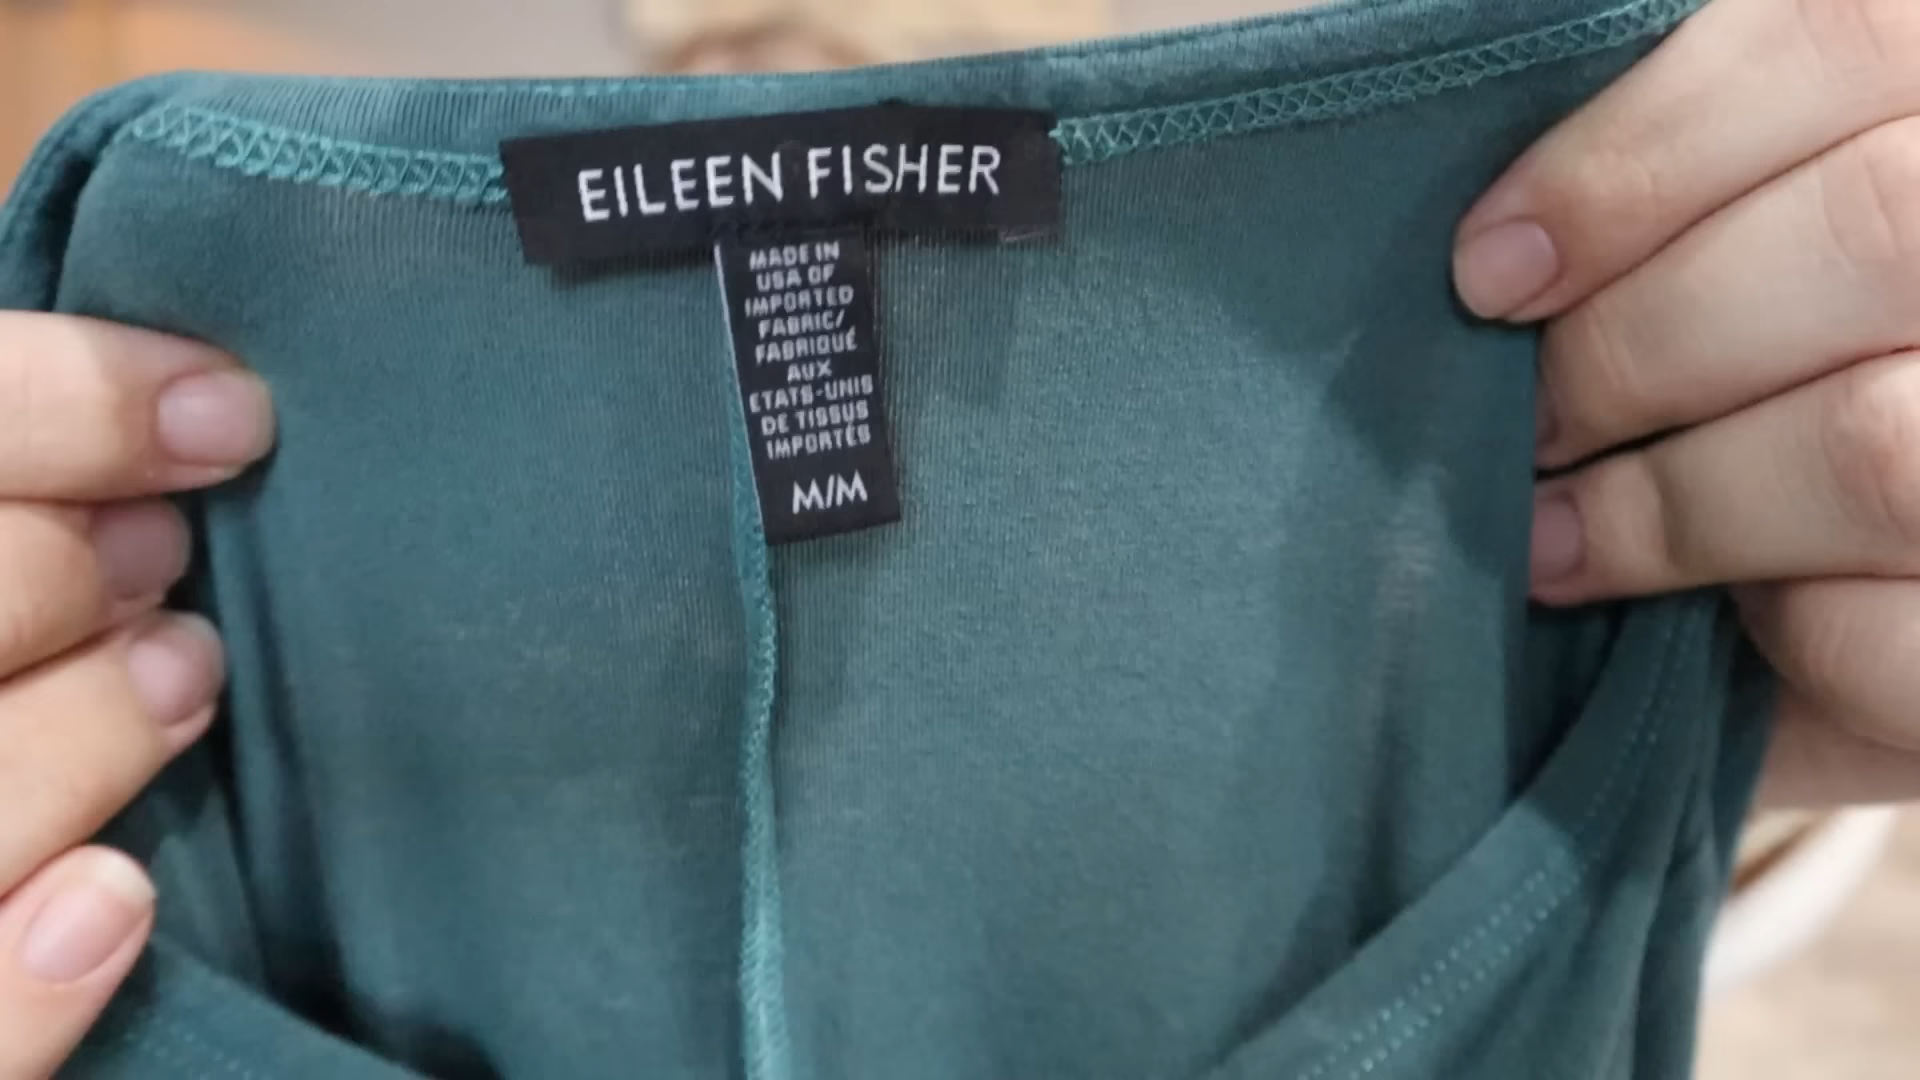 EILEEN FISHER
MADE IN
USA OF
IMPORTED
FABRIC/
FABRIQUÉ
AUX
ETATS-UNIS
DE TISSUS
IMPORTÉS
M/M